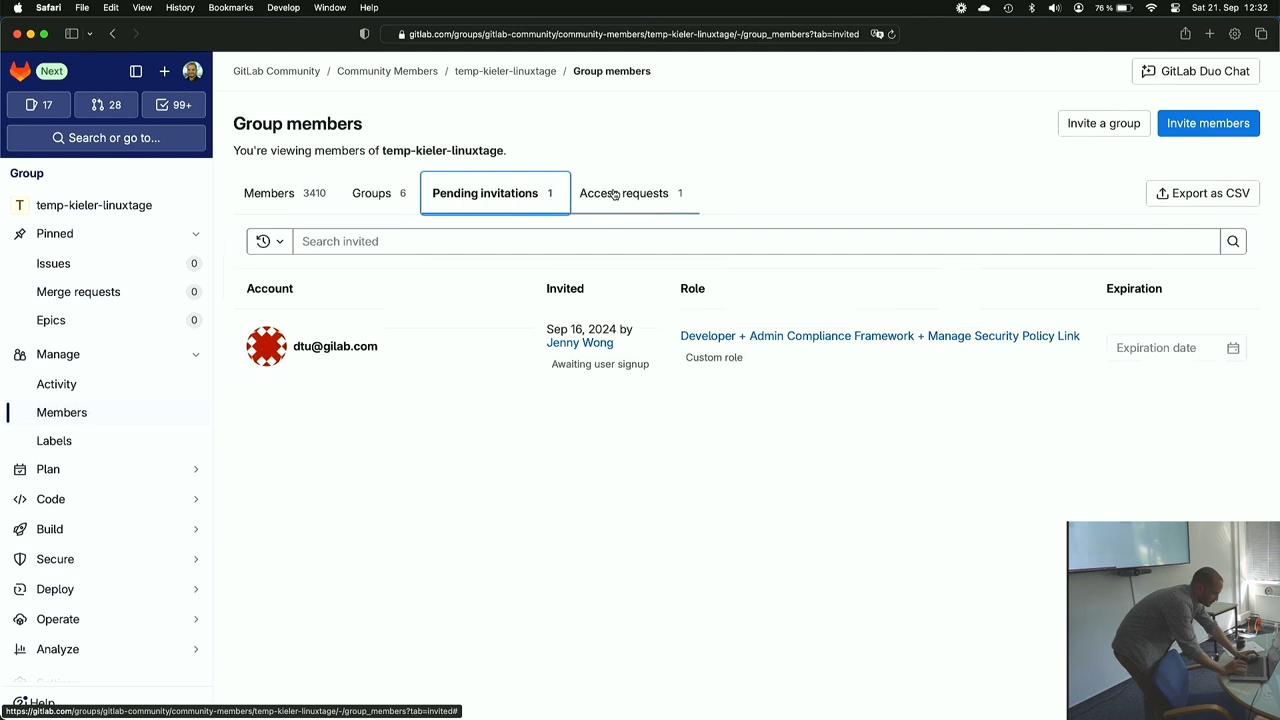 Safari File Edit View History Bookmarks Develop Window Help 76 % Sat 21. Sep 12:32
gitlab.com/groups/gitlab-community/community-members/temp-kieler-linuxtage/-/group_members?tab=invited
Next
17 28 99+
Search or go to...
Group
T temp-kieler-linuxtage
Pinned
Issues 0
Merge requests 0
Epics 0
Manage
Activity
Members
Labels
Plan
Code
Build
Secure
Deploy
Operate
Analyze
Help
GitLab Community / Community Members / temp-kieler-linuxtage / Group members
GitLab Duo Chat
Group members
Invite a group Invite members
You're viewing members of temp-kieler-linuxtage.
Members 3410 Groups 6 Pending invitations 1 Access requests 1
Export as CSV
Search invited
Account Invited Role Expiration
dtu@gilab.com
Sep 16, 2024 by
Jenny Wong
Awaiting user signup
Developer + Admin Compliance Framework + Manage Security Policy Link
Custom role
Expiration date
https://gitlab.com/groups/gitlab-community/community-members/temp-kieler-linuxtage/-/group_members?tab=invited#